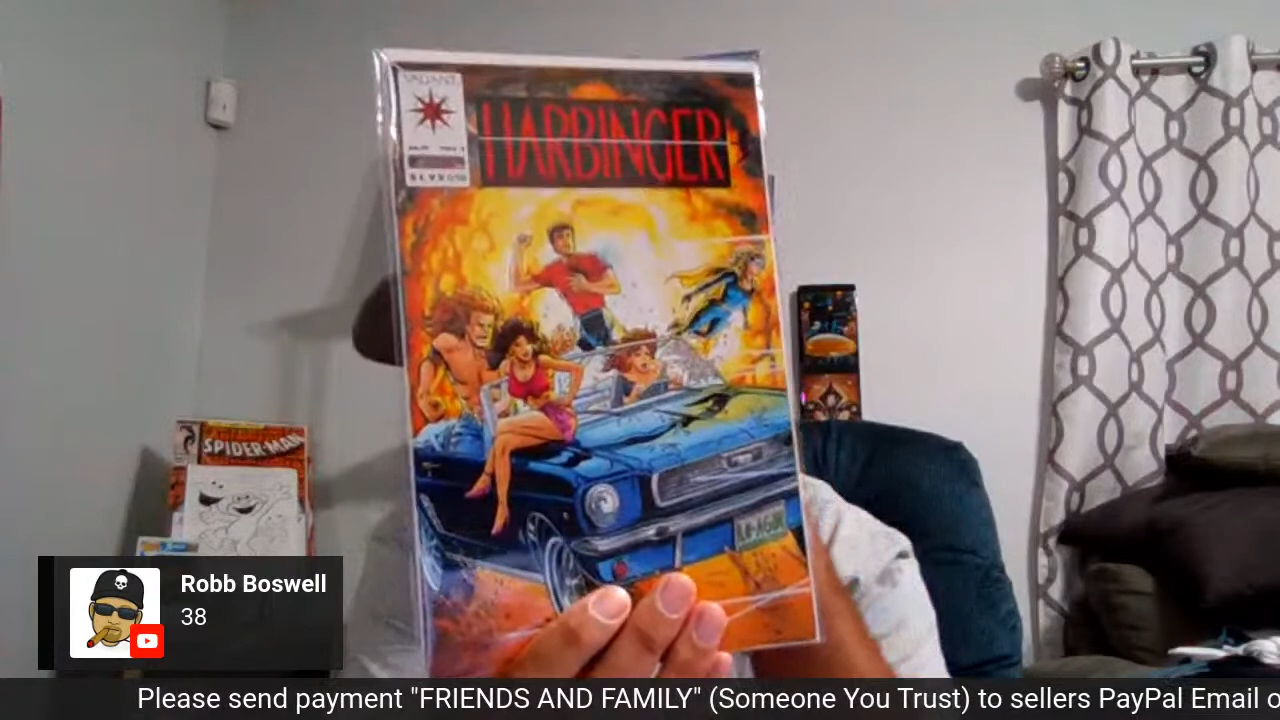 VALIANT
HARBINGER
SPIDER-MAN
Robb Boswell
38
Please send payment "FRIENDS AND FAMILY" (Someone You Trust) to sellers PayPal Email o